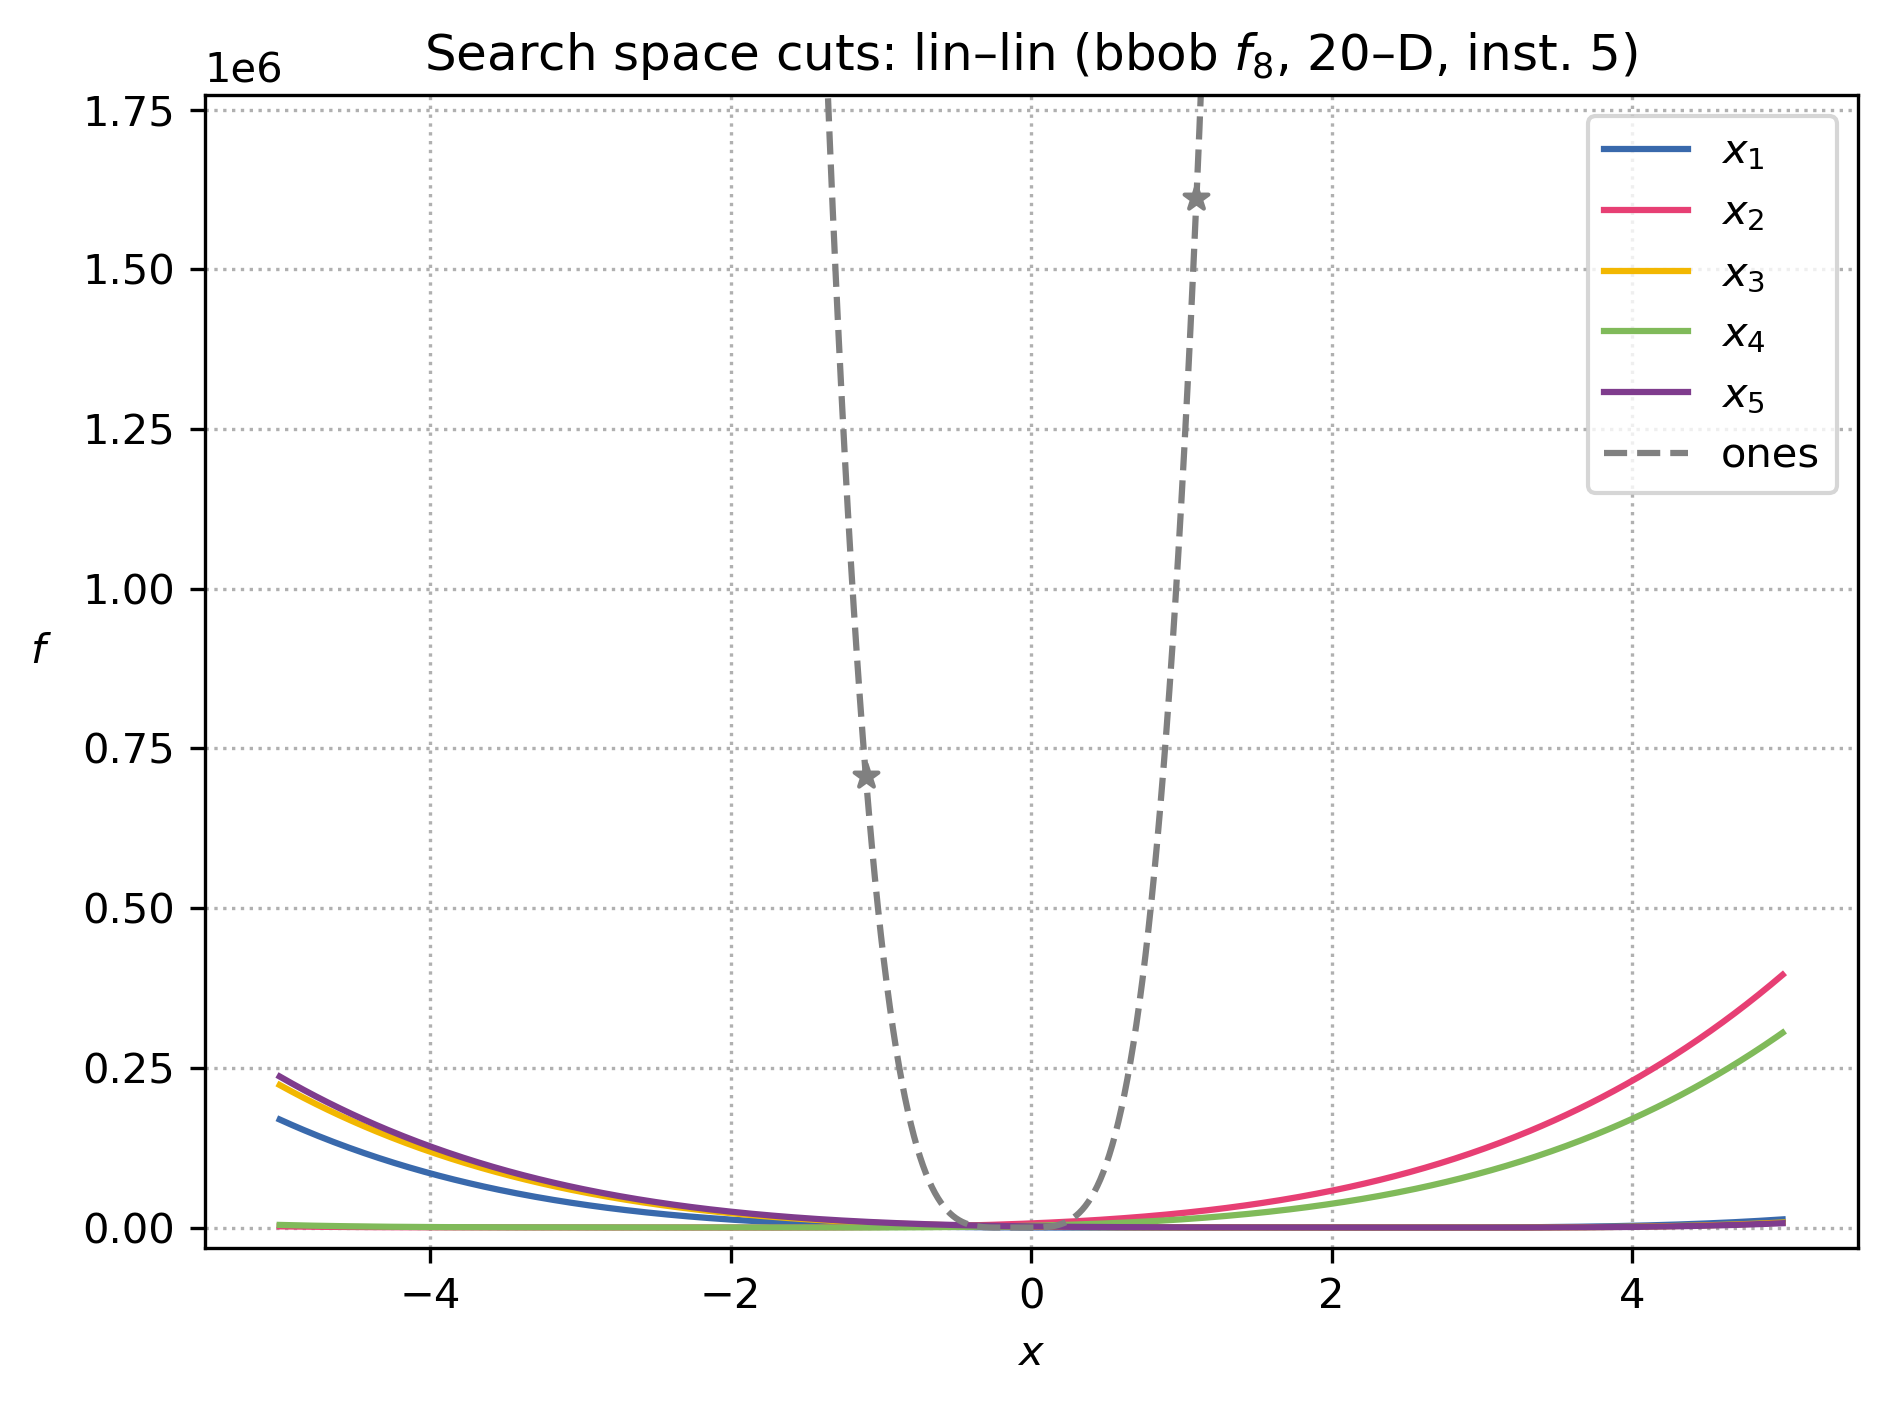 Search space cuts: lin–lin (bbob f₈, 20–D, inst. 5)
1e6
1.75
1.50
1.25
1.00
0.75
0.50
0.25
0.00
f
x₁
x₂
x₃
x₄
x₅
ones
−4
−2
0
2
4
x